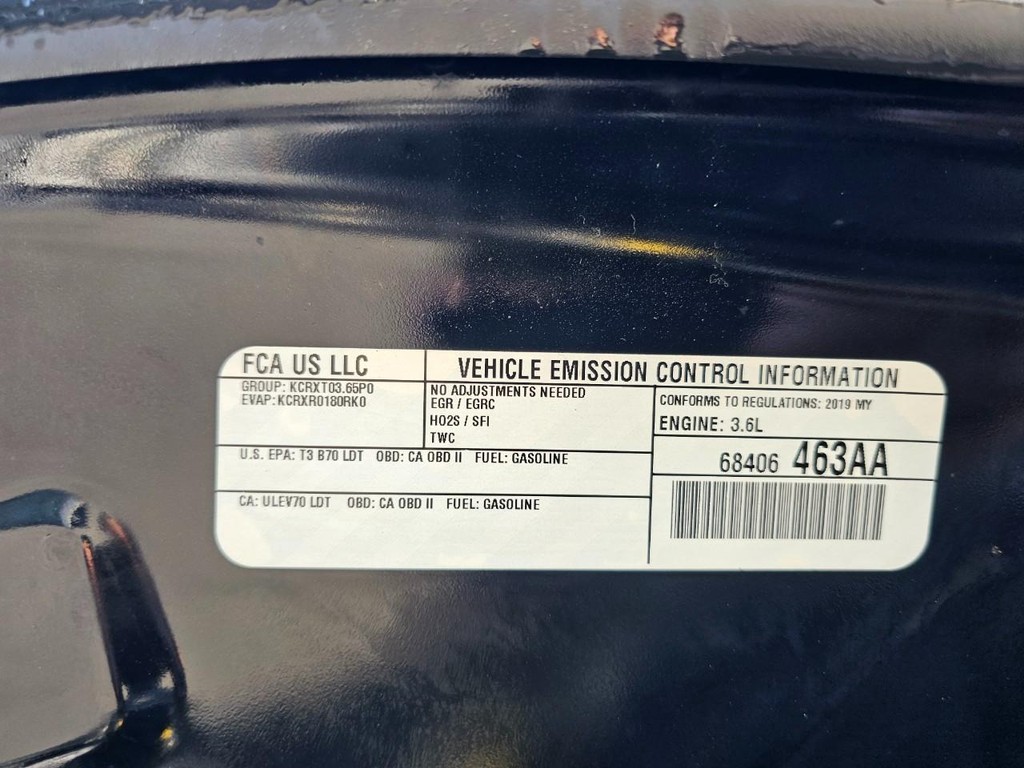 FCA US LLC
VEHICLE EMISSION CONTROL INFORMATION
GROUP: KCRXT03.65P0
EVAP: KCRXR0180RK0
NO ADJUSTMENTS NEEDED
EGR / EGRC
HO2S / SFI
TWC
CONFORMS TO REGULATIONS: 2019 MY
ENGINE: 3.6L
U.S. EPA: T3 B70 LDT OBD: CA OBD II FUEL: GASOLINE
68406 463AA
CA: ULEV70 LDT OBD: CA OBD II FUEL: GASOLINE